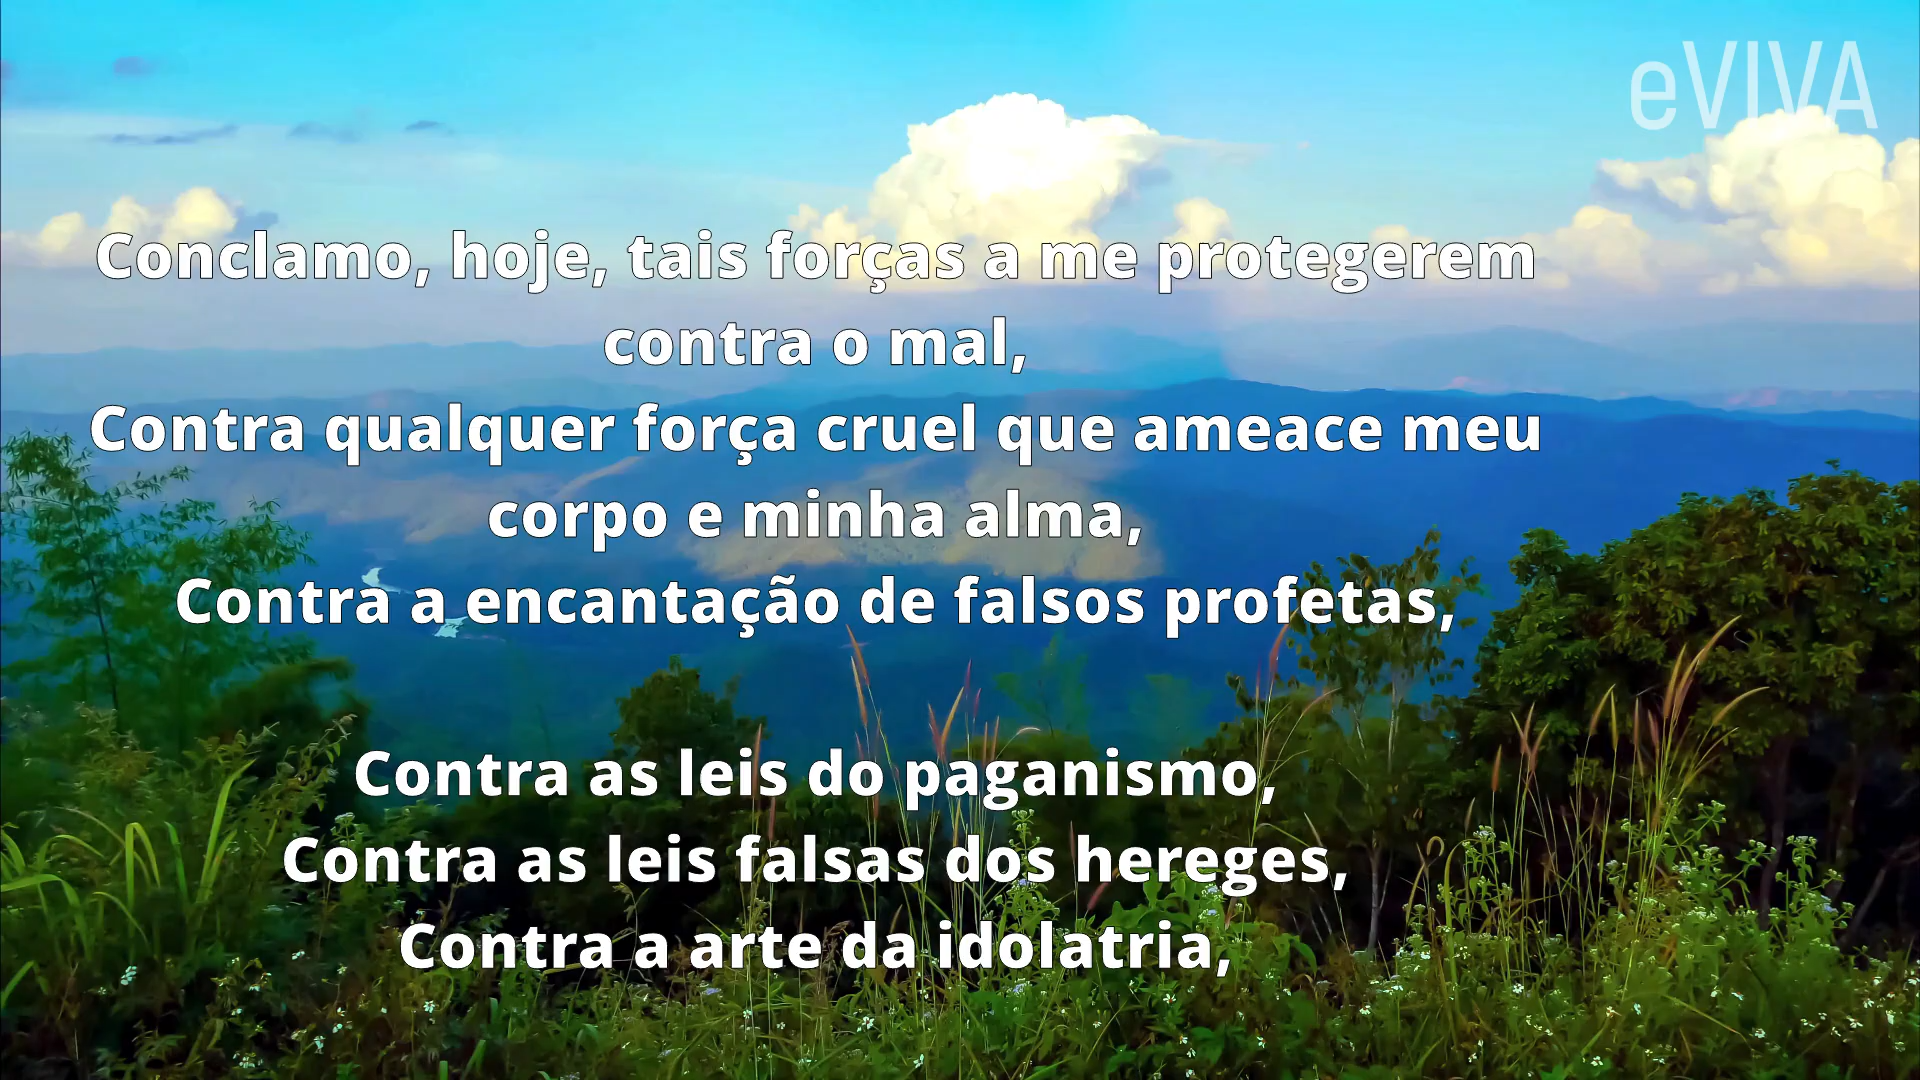 eVIVA
Conclamo, hoje, tais forças a me protegerem
contra o mal,
Contra qualquer força cruel que ameace meu
corpo e minha alma,
Contra a encantação de falsos profetas,
Contra as leis do paganismo,
Contra as leis falsas dos hereges,
Contra a arte da idolatria,